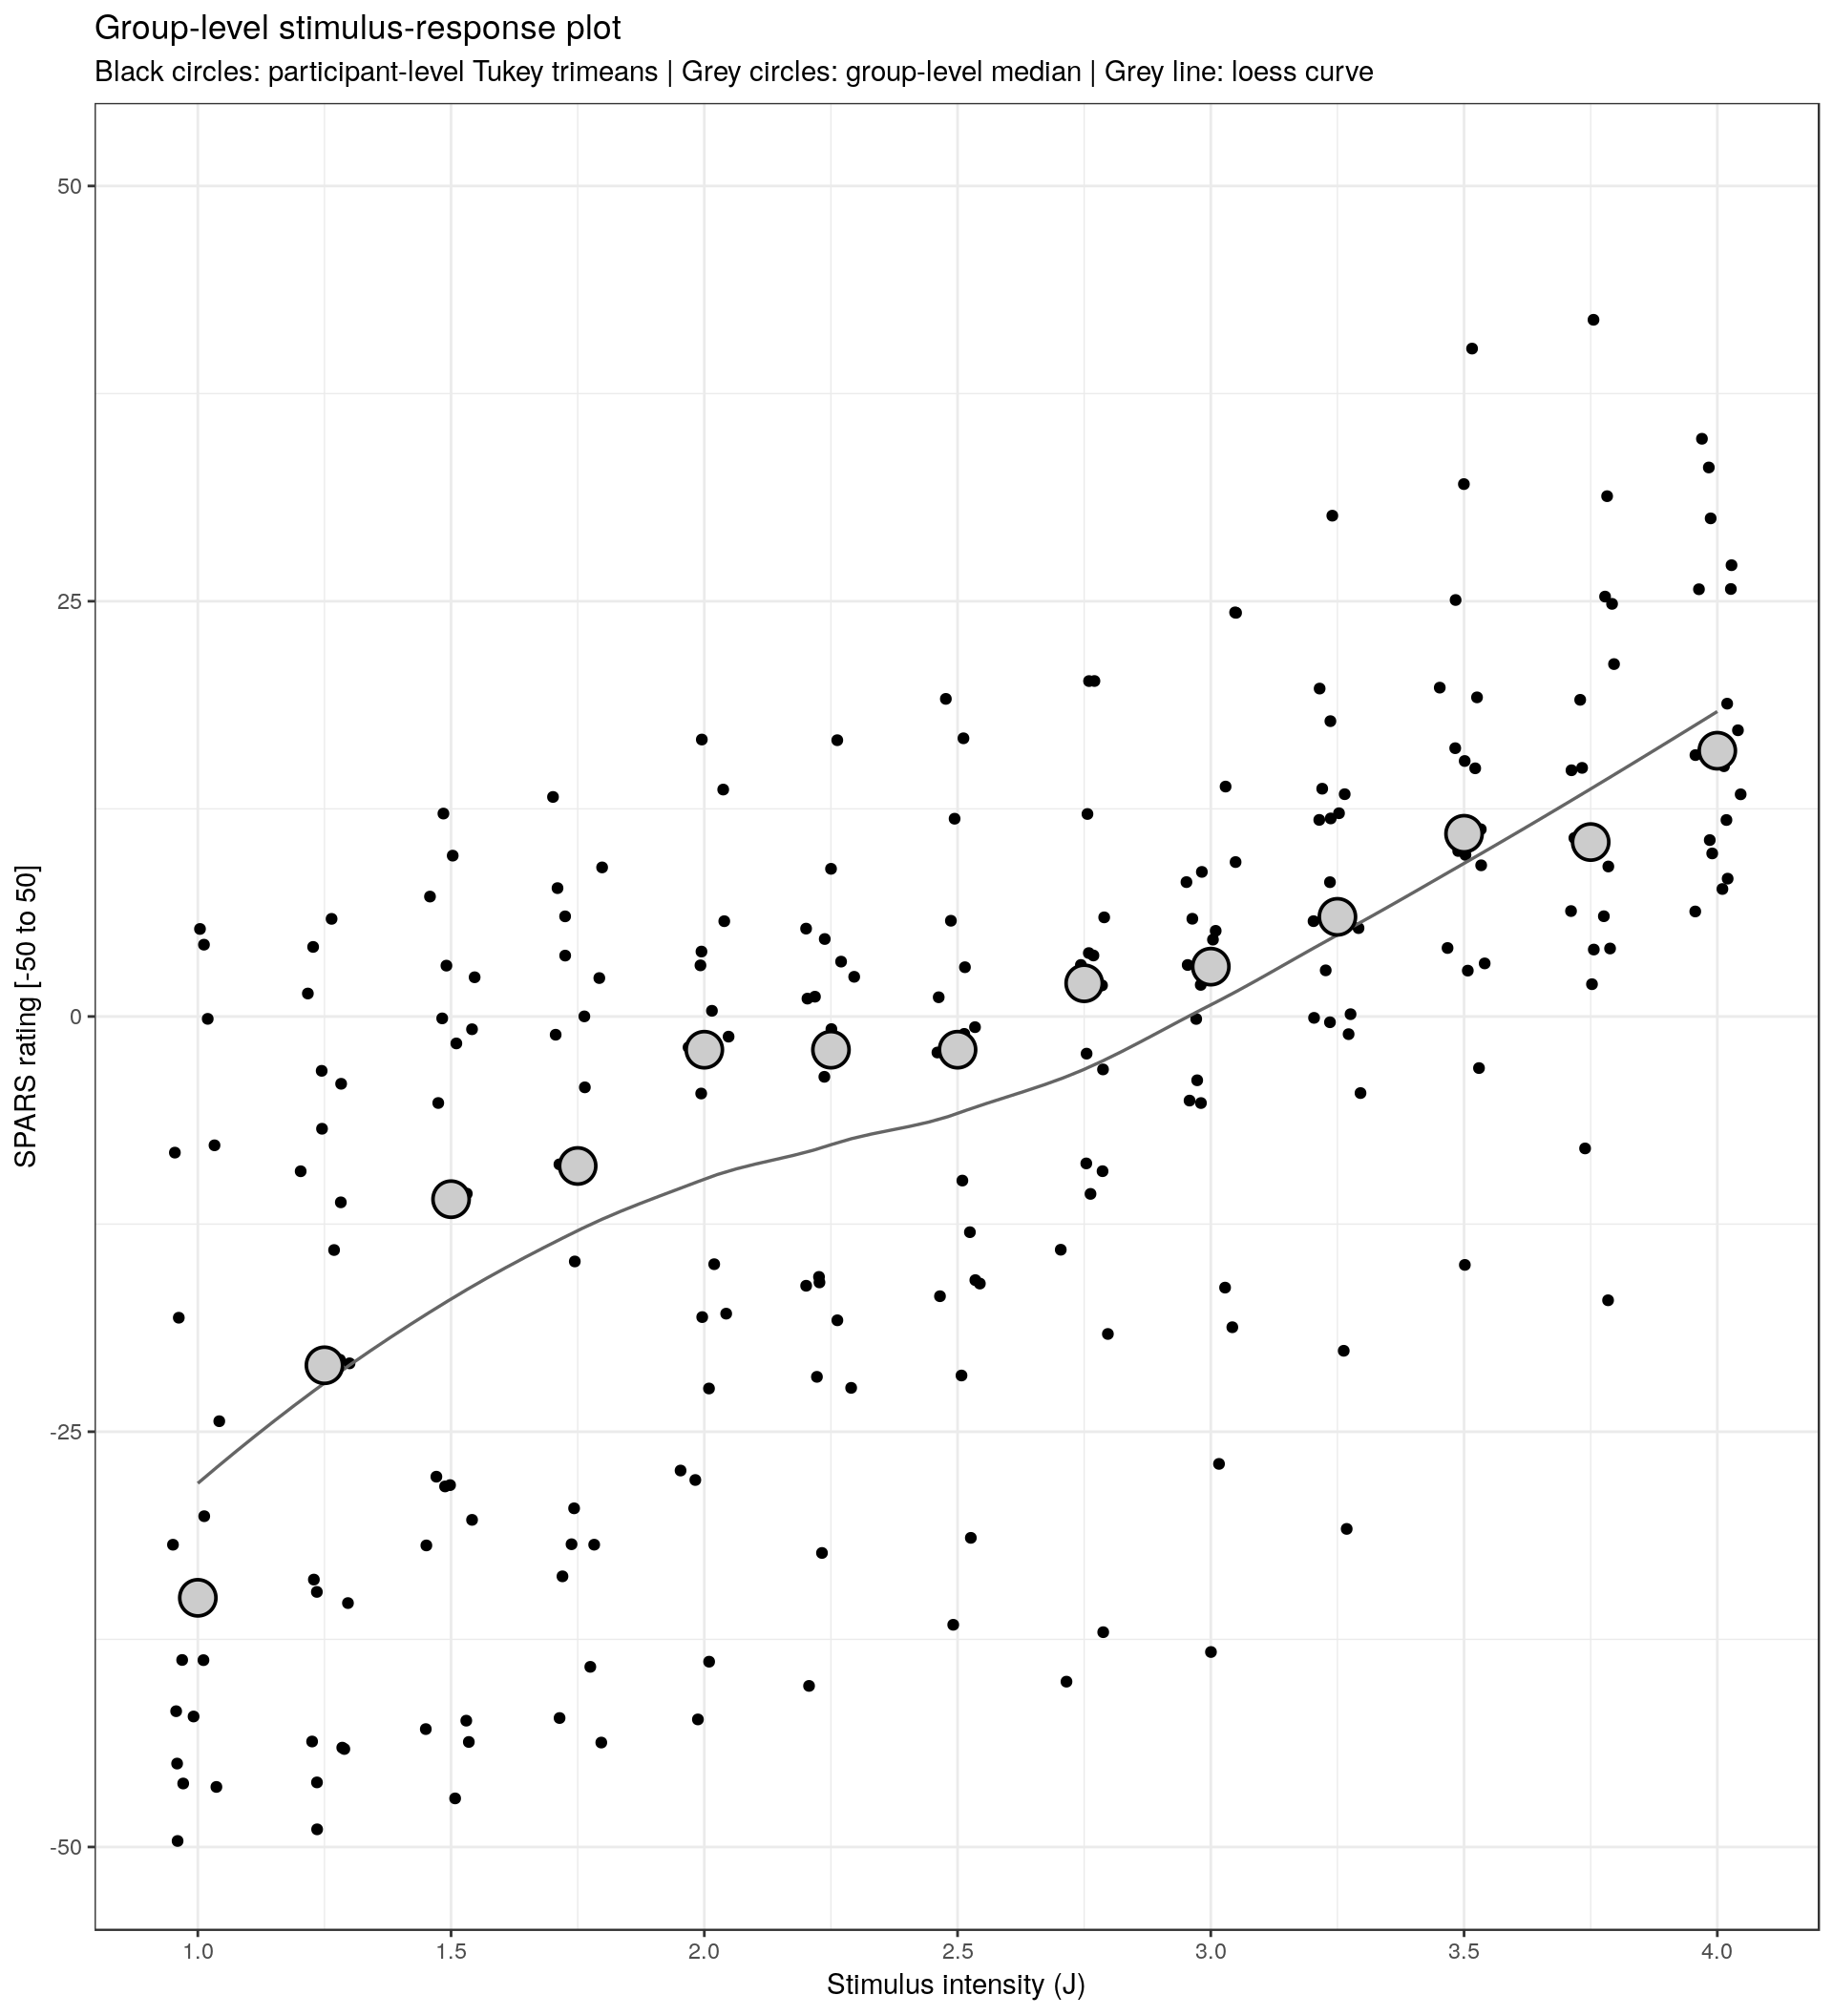 Group-level stimulus-response plot
Black circles: participant-level Tukey trimeans | Grey circles: group-level median | Grey line: loess curve
SPARS rating [-50 to 50]
50
25
0
-25
-50
1.0 1.5 2.0 2.5 3.0 3.5 4.0
Stimulus intensity (J)